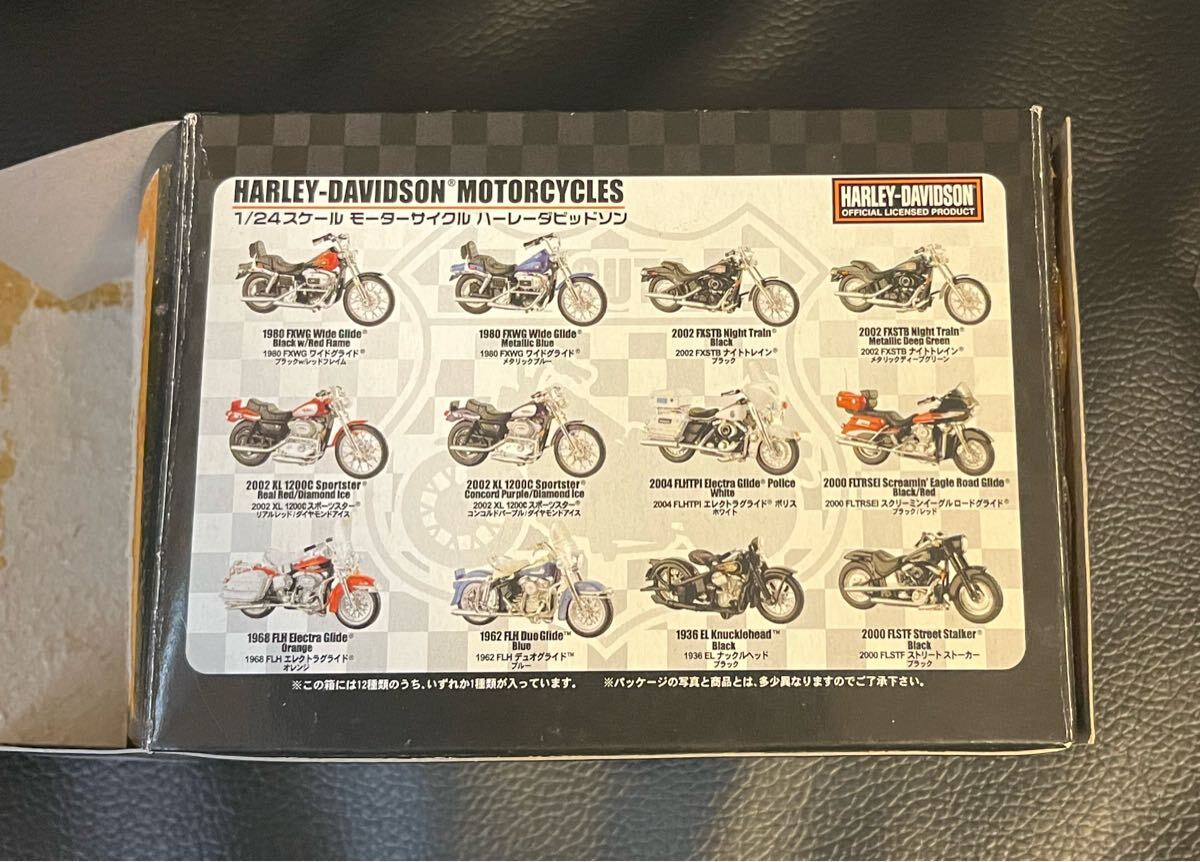 HARLEY-DAVIDSON® MOTORCYCLES
1/24スケール モーターサイクル ハーレーダビッドソン
HARLEY-DAVIDSON®
OFFICIAL LICENSED PRODUCT
1980 FXWG Wide Glide®
Black w/Red Flame
1980 FXWG ワイドグライド®
ブラックw/レッドフレイム
1980 FXWG Wide Glide®
Metallic Blue
1980 FXWG ワイドグライド®
メタリックブルー
2002 FXSTB Night Train®
Black
2002 FXSTB ナイトトレイン®
ブラック
2002 FXSTB Night Train®
Metallic Deep Green
2002 FXSTB ナイトトレイン®
メタリックディープグリーン
2002 XL 1200C Sportster®
Real Red/Diamond Ice
2002 XL 1200C スポーツスター®
リアルレッド/ダイヤモンドアイス
2002 XL 1200C Sportster®
Concord Purple/Diamond Ice
2002 XL 1200C スポーツスター®
コンコルドパープル/ダイヤモンドアイス
2004 FLHTPI Electra Glide® Police
White
2004 FLHTPI エレクトラグライド® ポリス
ホワイト
2000 FLTRSEI Screamin' Eagle Road Glide®
Black/Red
2000 FLTRSEI スクリーミンイーグル ロードグライド®
ブラック/レッド
1968 FLH Electra Glide®
Orange
1968 FLH エレクトラグライド®
オレンジ
1962 FLH Duo Glide™
Blue
1962 FLH デュオグライド™
ブルー
1936 EL Knucklehead™
Black
1936 EL ナックルヘッド
ブラック
2000 FLSTF Street Stalker®
Black
2000 FLSTF ストリート ストーカー®
ブラック
※この箱には12種類のうち、いずれか1種類が入っています。 ※パッケージの写真と商品とは、多少異なりますのでご了承下さい。